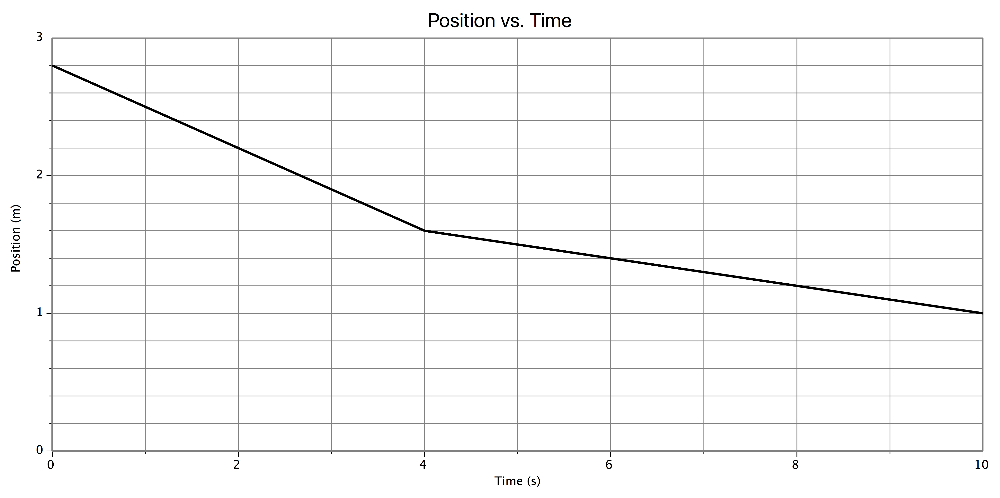 Position vs. Time
3
2
1
0
Position (m)
0 2 4 6 8 10
Time (s)